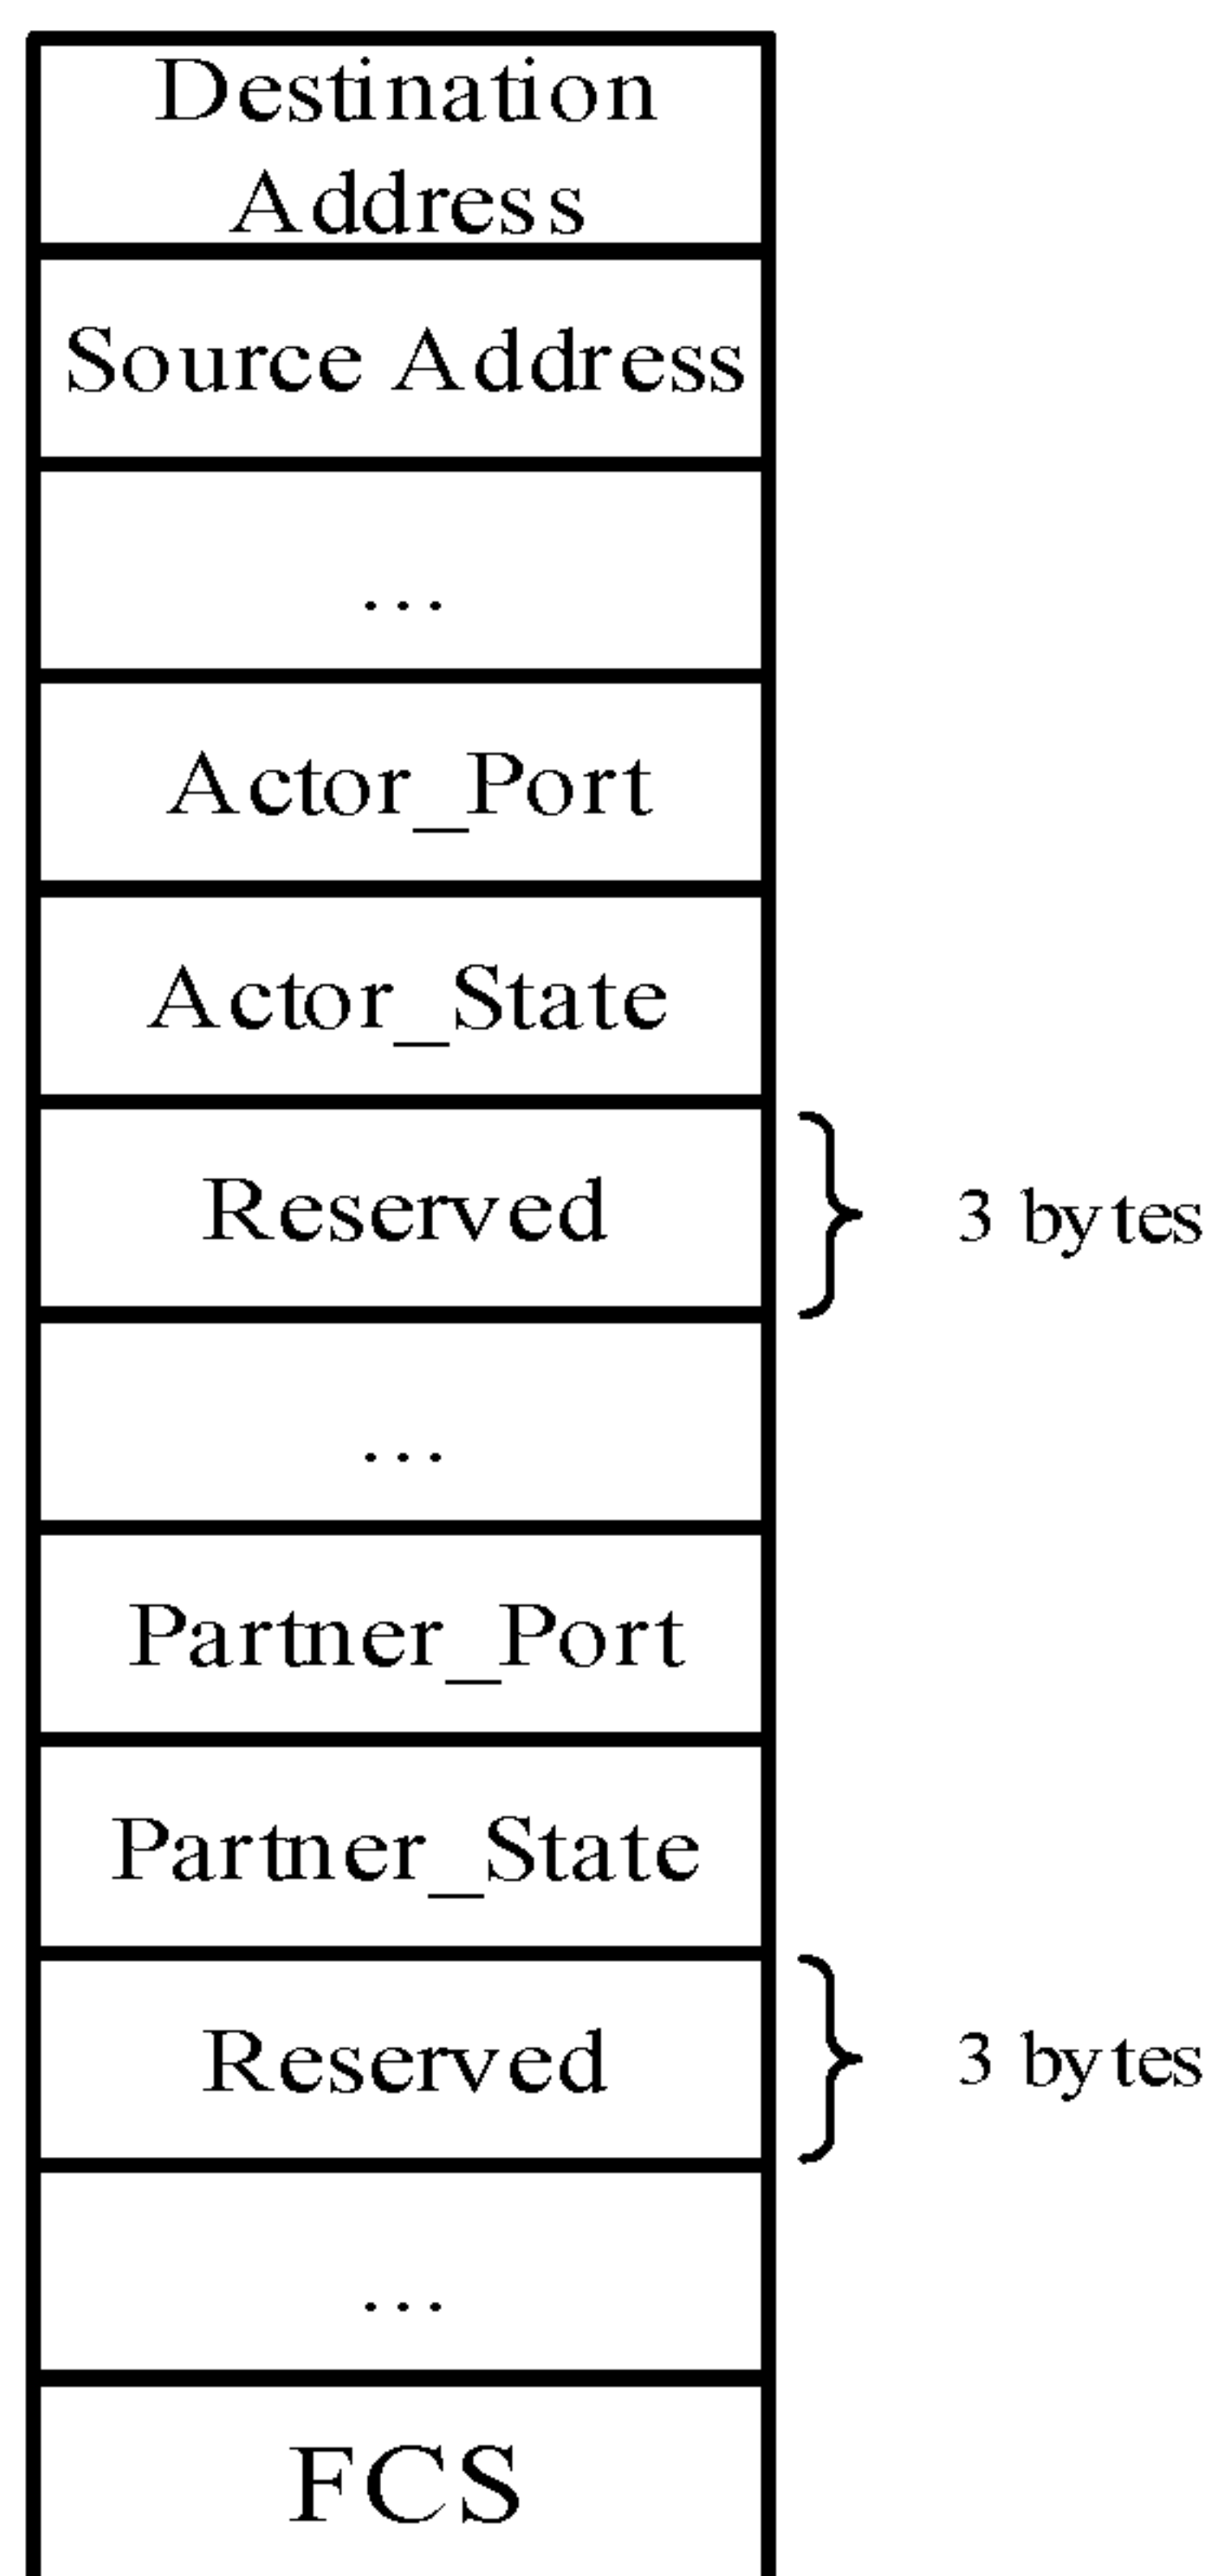 Destination
Address
Source Address
...
Actor_Port
Actor_State
Reserved
3 bytes
...
Partner_Port
Partner_State
Reserved
3 bytes
...
FCS